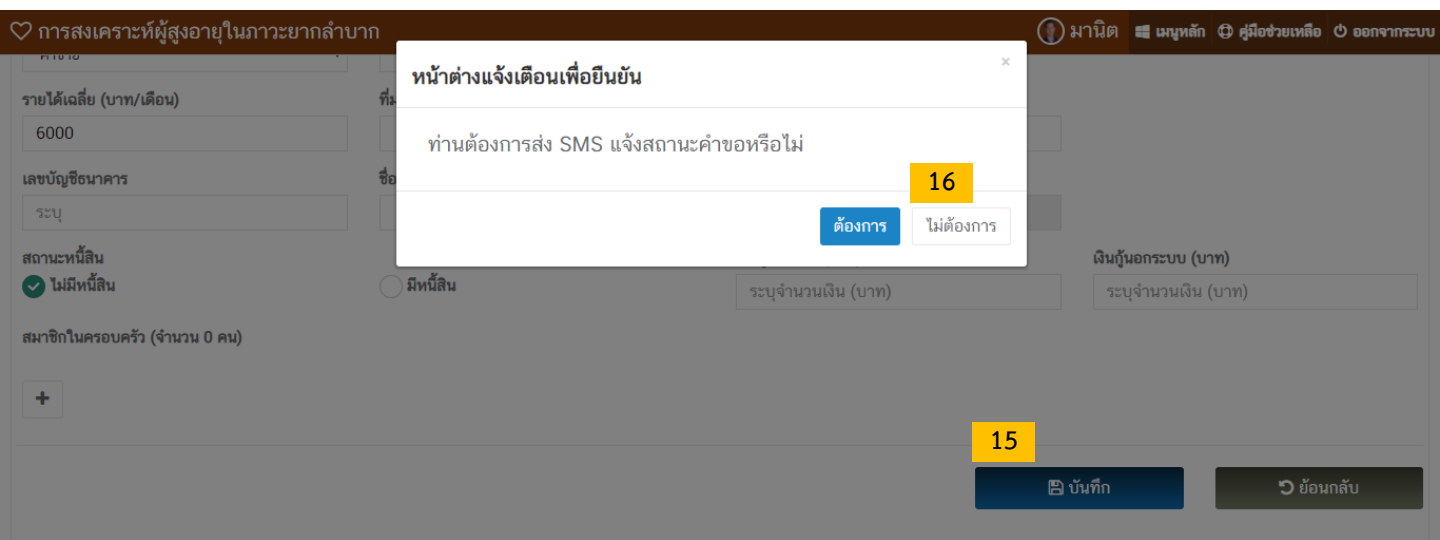 การสงเคราะห์ผู้สูงอายุในภาวะยากลำบาก
มานิต เมนูหลัก คู่มือช่วยเหลือ ออกจากระบบ
หน้าต่างแจ้งเตือนเพื่อยืนยัน ×
ท่านต้องการส่ง SMS แจ้งสถานะคำขอหรือไม่
16
ต้องการ ไม่ต้องการ
รายได้เฉลี่ย (บาท/เดือน)
6000
เลขบัญชีธนาคาร
ระบุ
สถานะหนี้สิน
ไม่มีหนี้สิน มีหนี้สิน
เงินกู้นอกระบบ (บาท)
ระบุจำนวนเงิน (บาท) ระบุจำนวนเงิน (บาท)
สมาชิกในครอบครัว (จำนวน 0 คน)
+
15
บันทึก ย้อนกลับ